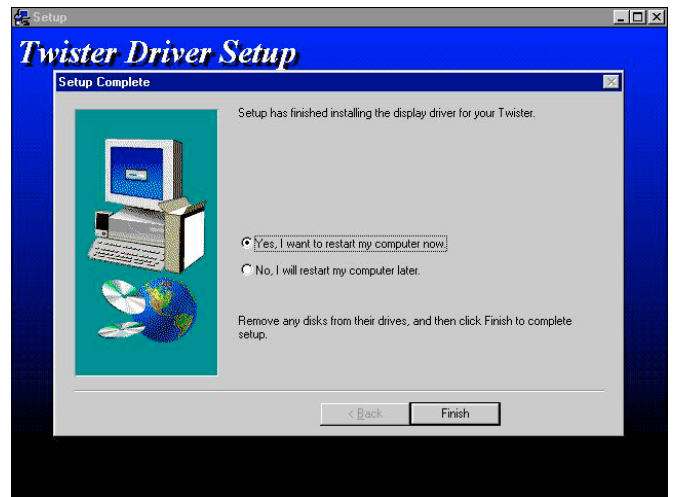 Setup
Twister Driver Setup
Setup Complete
Setup has finished installing the display driver for your Twister.
Yes, I want to restart my computer now.
No, I will restart my computer later.
Remove any disks from their drives, and then click Finish to complete
setup.
< Back
Finish